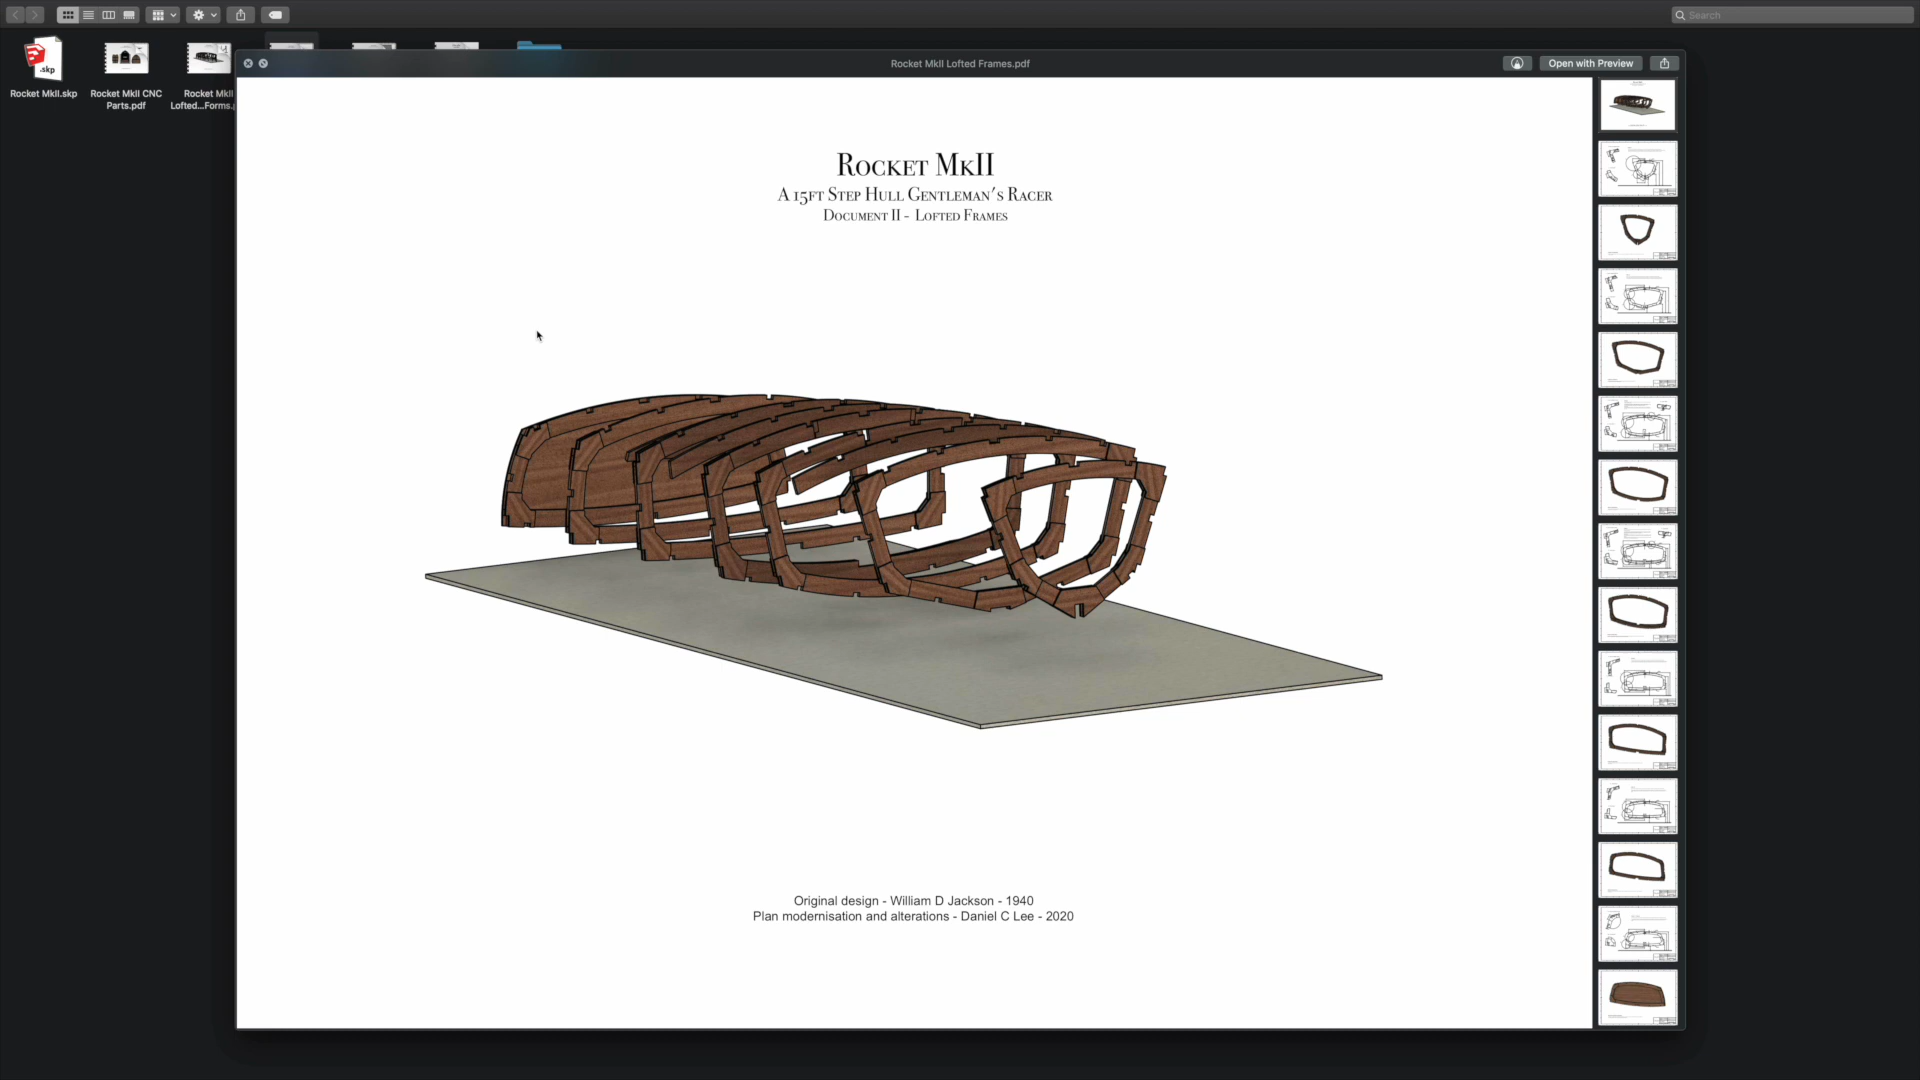 Search
Rocket MkII Lofted Frames.pdf
Open with Preview
.skp
Rocket MkII.skp
Rocket MkII CNC
Parts.pdf
Rocket MkII
Lofted...Forms.
Rocket MkII
A 15ft Step Hull Gentleman's Racer
Document II - Lofted Frames
Original design - William D Jackson - 1940
Plan modernisation and alterations - Daniel C Lee - 2020